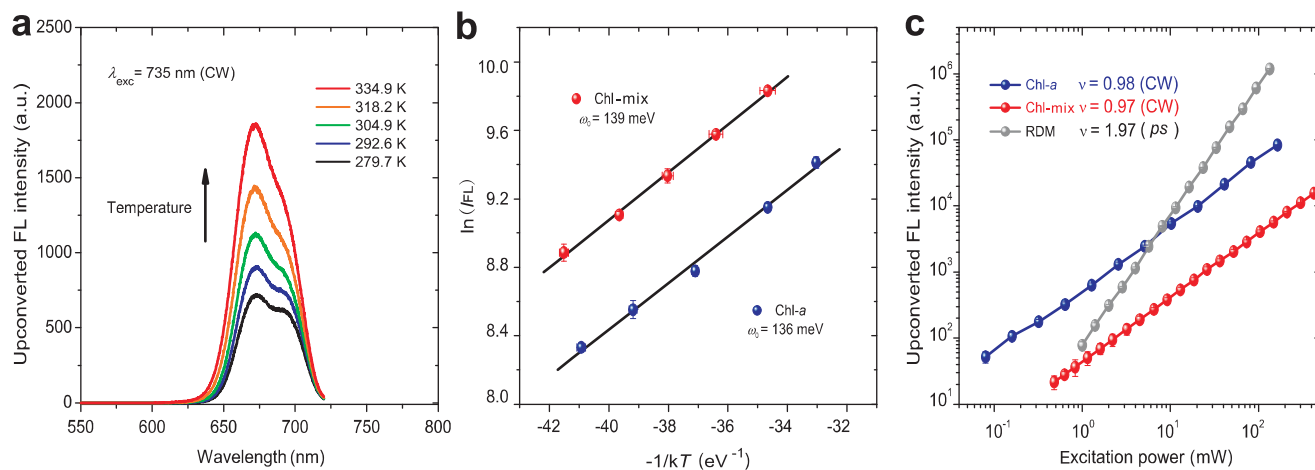 a
Upconverted FL intensity (a.u.)
2500
2000
1500
1000
500
0
550
600
650
700
750
800
Wavelength (nm)
λexc = 735 nm (CW)
334.9 K
318.2 K
304.9 K
292.6 K
279.7 K
Temperature
b
ln (IFL)
10.0
9.6
9.2
8.8
8.4
8.0
-42
-40
-38
-36
-34
-32
-1/kT (eV⁻¹)
Chl-mix
ω₀ = 139 meV
Chl-a
ω₀ = 136 meV
c
Upconverted FL intensity (a.u.)
10⁶
10⁵
10⁴
10³
10²
10¹
10⁻¹
10⁰
10¹
10²
Excitation power (mW)
Chl-a ν = 0.98 (CW)
Chl-mix ν = 0.97 (CW)
RDM ν = 1.97 (ps)